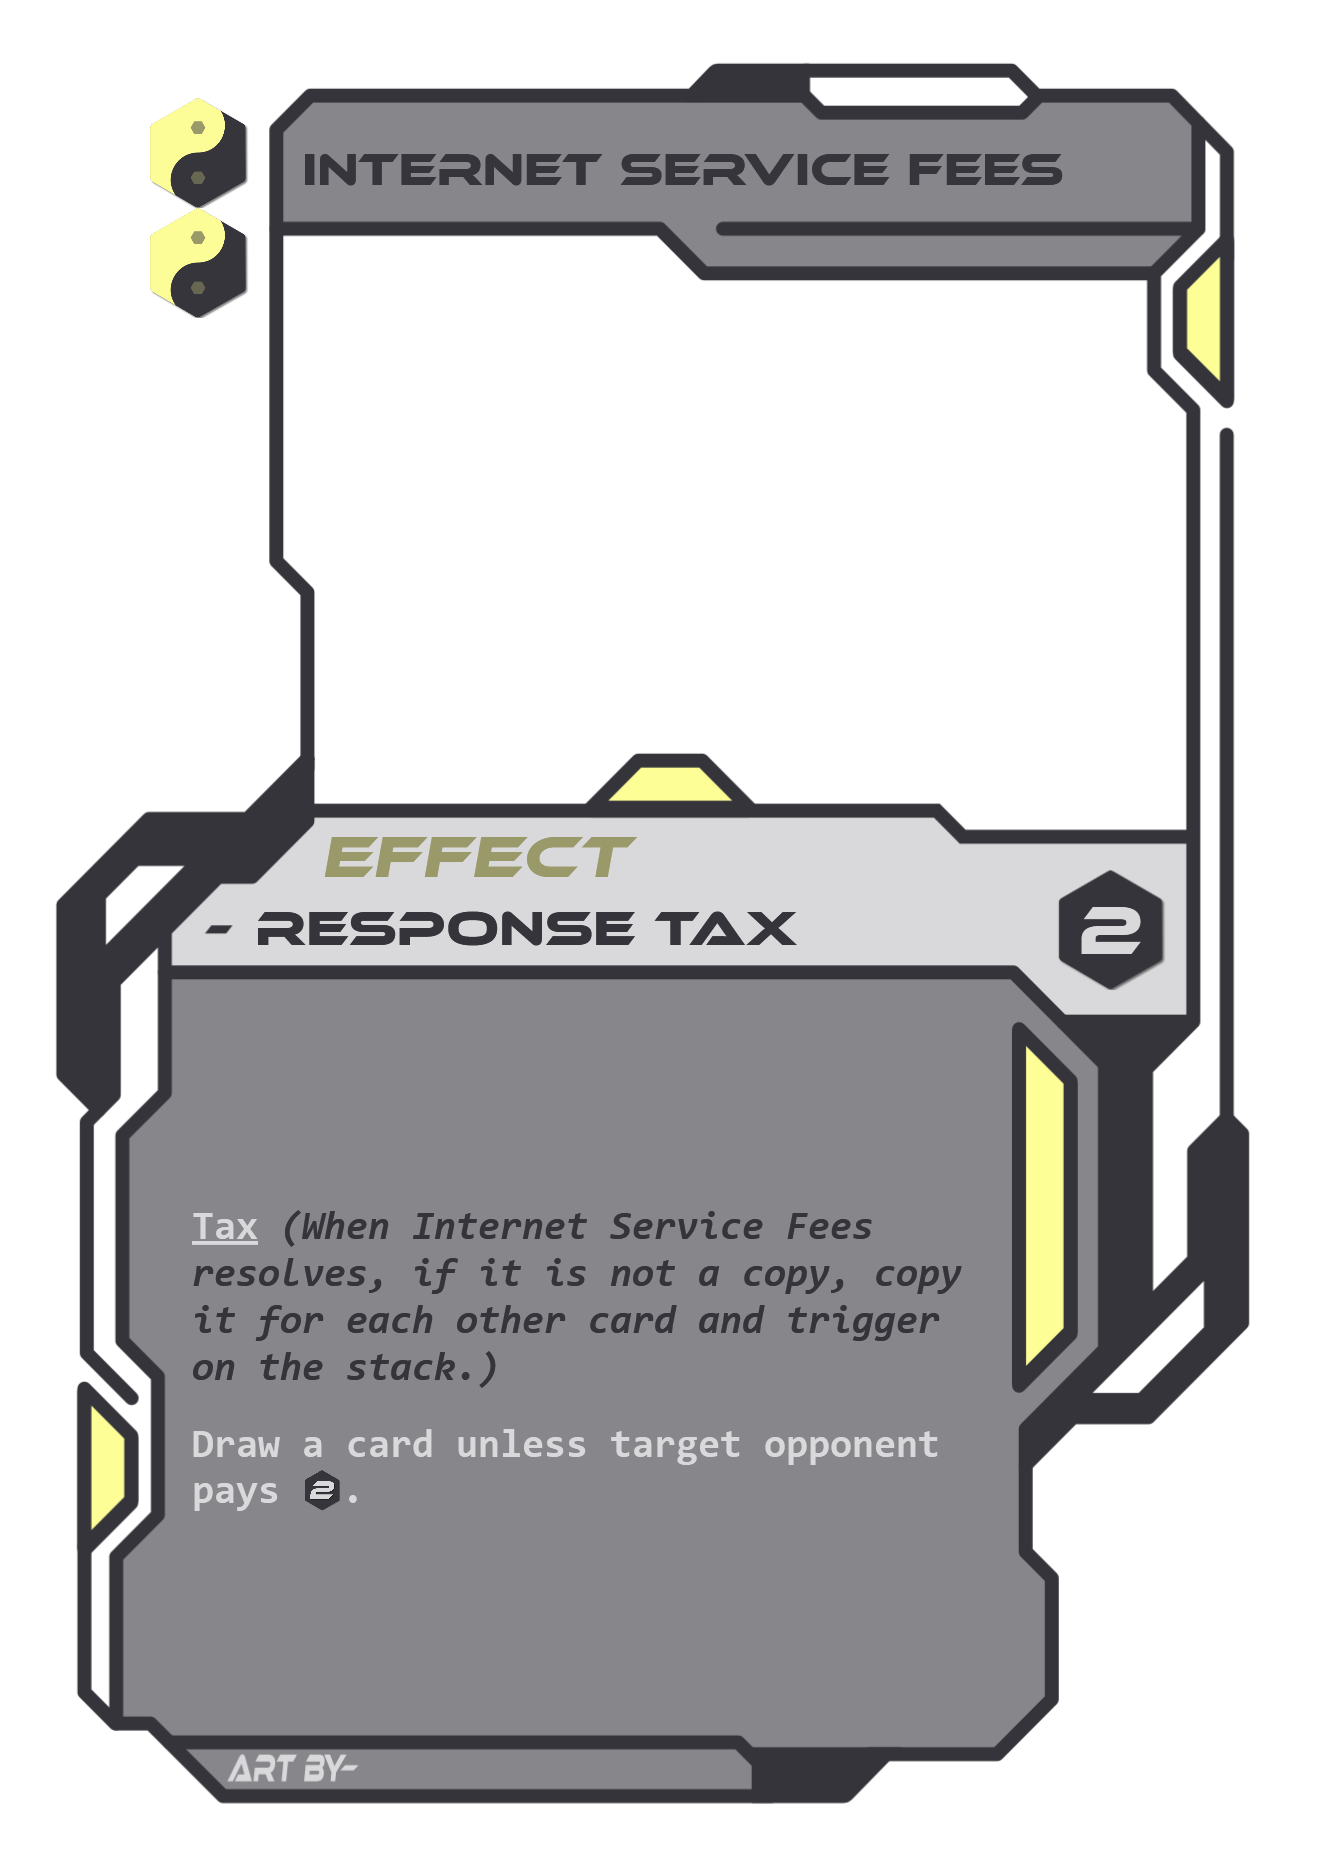 INTERNET SERVICE FEES
EFFECT
- RESPONSE TAX
2
Tax (When Internet Service Fees
resolves, if it is not a copy, copy
it for each other card and trigger
on the stack.)
Draw a card unless target opponent
pays 2.
ART BY-